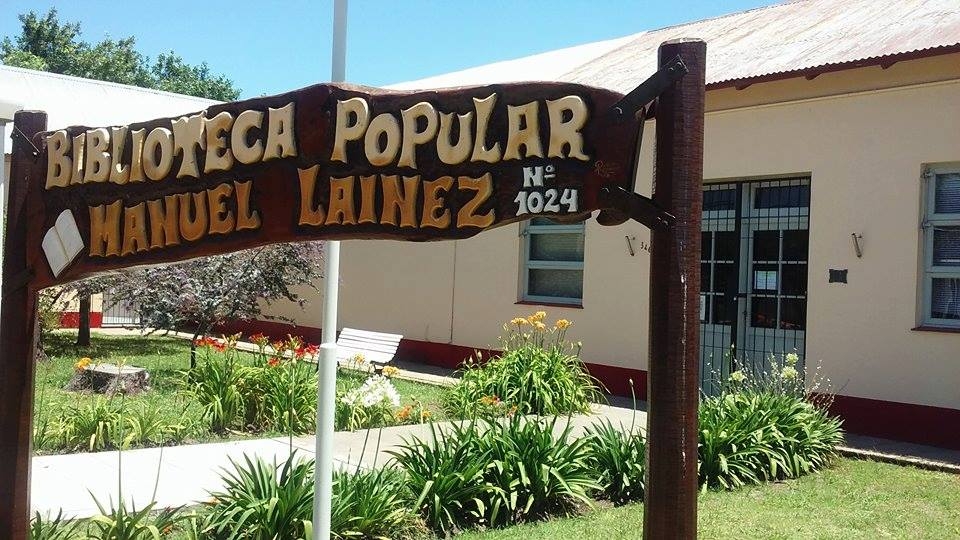 BIBLIOTECA POPULAR
MANUEL LAINEZ
Nº
1024